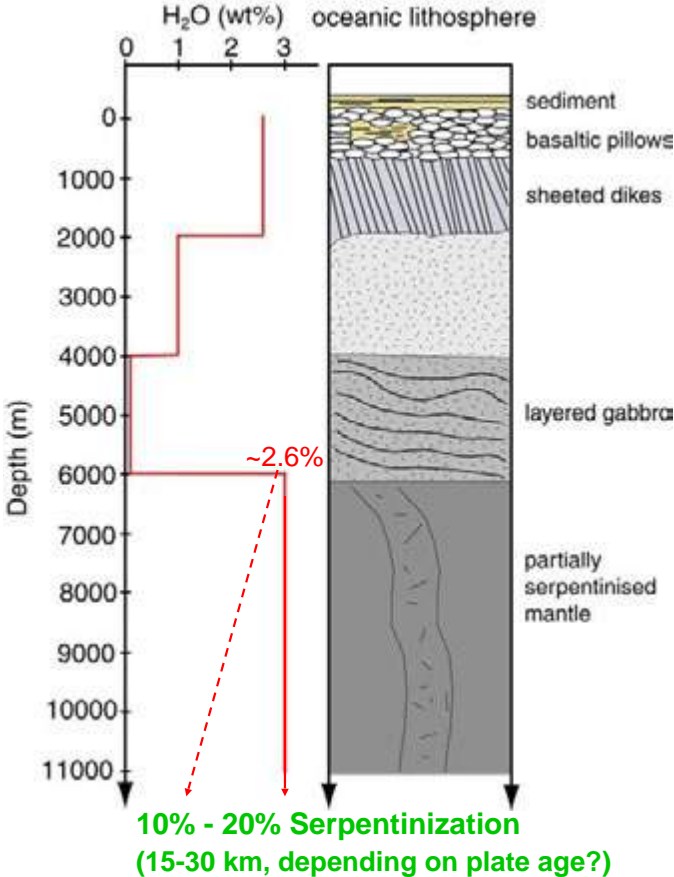 H₂O (wt%) oceanic lithosphere
0 1 2 3
Depth (m)
0
1000
2000
3000
4000
5000
6000
7000
8000
9000
10000
11000
~2.6%
sediment
basaltic pillows
sheeted dikes
layered gabbro
partially
serpentinised
mantle
10% - 20% Serpentinization
(15-30 km, depending on plate age?)